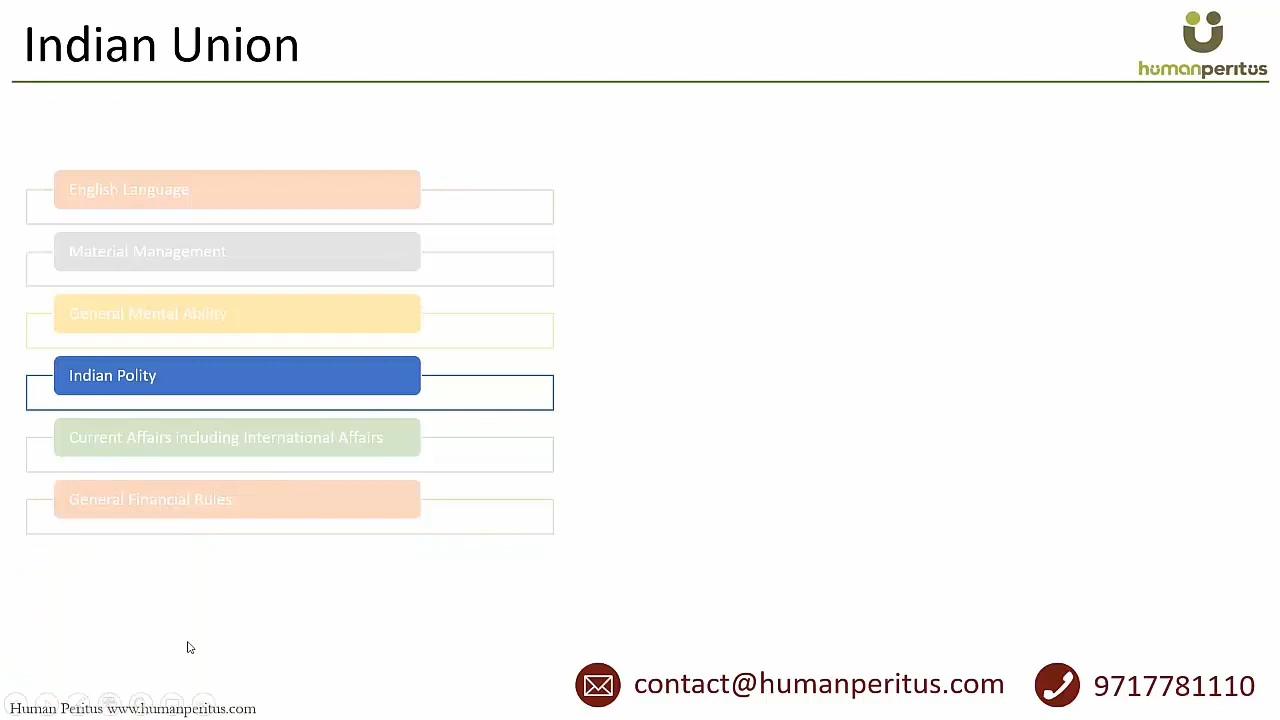 Indian Union
humanperitus
English Language
Material Management
General Mental Ability
Indian Polity
Current Affairs including International Affairs
General Financial Rules
contact@humanperitus.com
9717781110
Human Peritus www.humanperitus.com